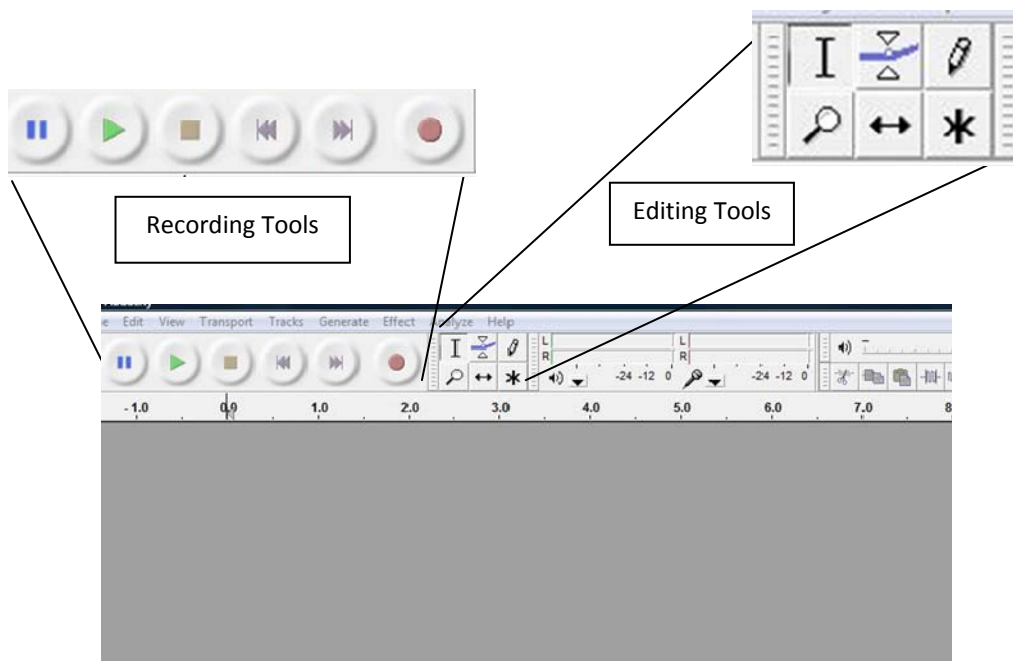 Recording Tools
Editing Tools
Edit View Transport Tracks Generate Effect Analyze Help
L
R
L
R
-24 -12 0
-24 -12 0
- 1.0 0.0 1.0 2.0 3.0 4.0 5.0 6.0 7.0 8